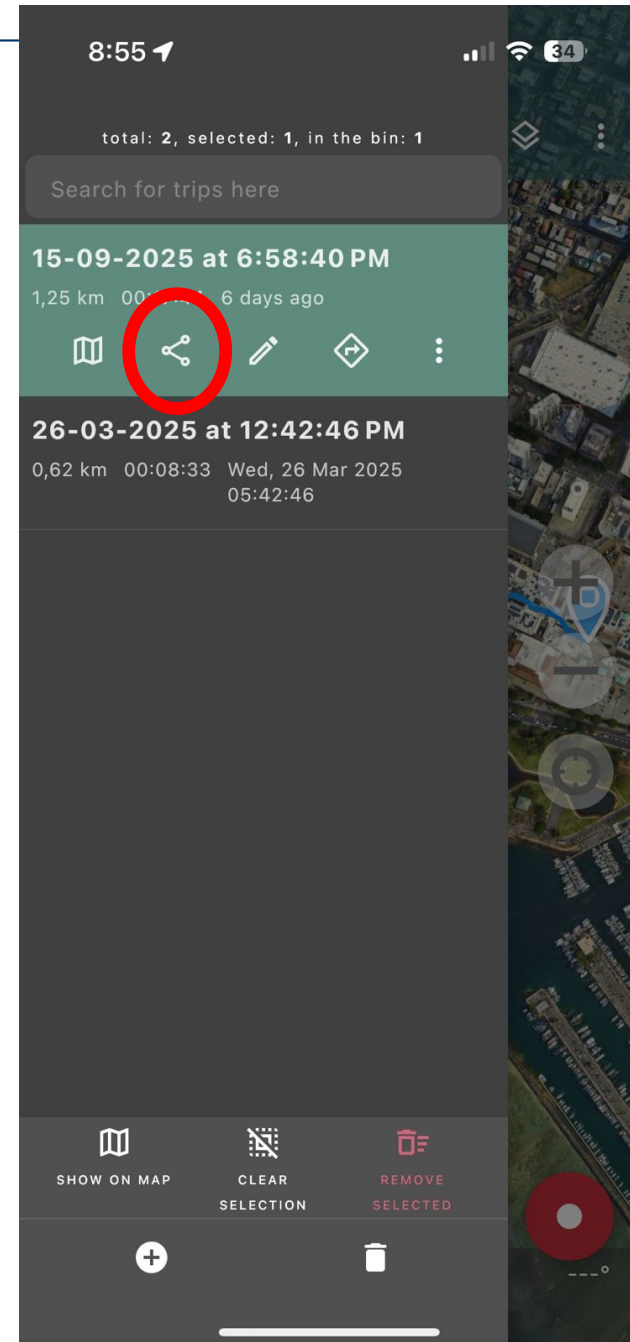 8:55
34
total: 2, selected: 1, in the bin: 1
Search for trips here
15-09-2025 at 6:58:40 PM
1,25 km 6 days ago
26-03-2025 at 12:42:46 PM
0,62 km 00:08:33 Wed, 26 Mar 2025
05:42:46
SHOW ON MAP
CLEAR
SELECTION
REMOVE
SELECTED
---°